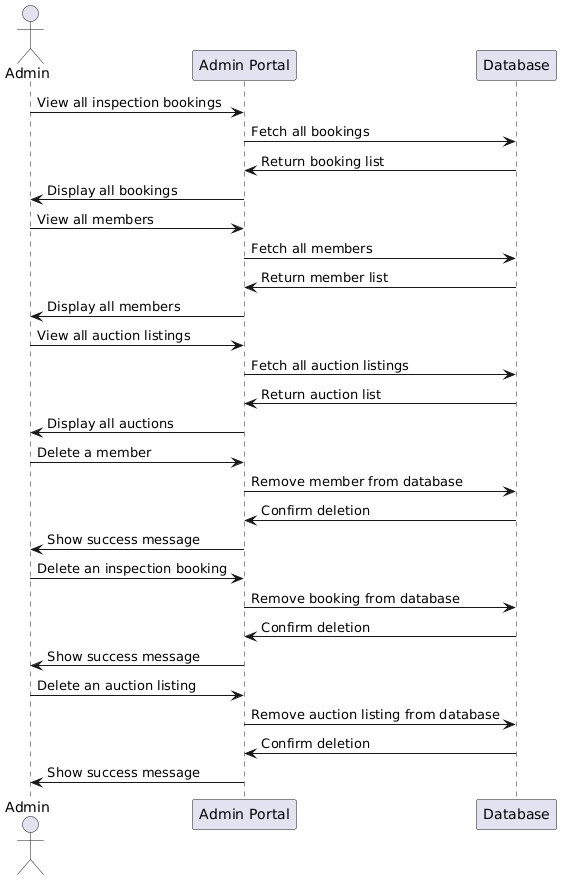 Admin
Admin Portal
Database
View all inspection bookings
Fetch all bookings
Return booking list
Display all bookings
View all members
Fetch all members
Return member list
Display all members
View all auction listings
Fetch all auction listings
Return auction list
Display all auctions
Delete a member
Remove member from database
Confirm deletion
Show success message
Delete an inspection booking
Remove booking from database
Confirm deletion
Show success message
Delete an auction listing
Remove auction listing from database
Confirm deletion
Show success message
Admin
Admin Portal
Database